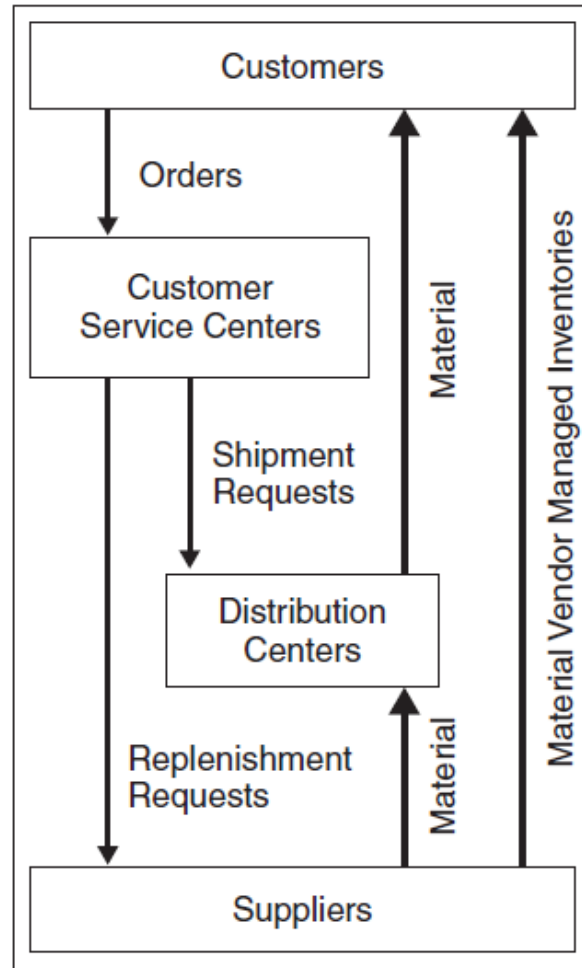 Customers
Orders
Customer
Service Centers
Material
Material Vendor Managed Inventories
Shipment
Requests
Distribution
Centers
Replenishment
Requests
Material
Suppliers